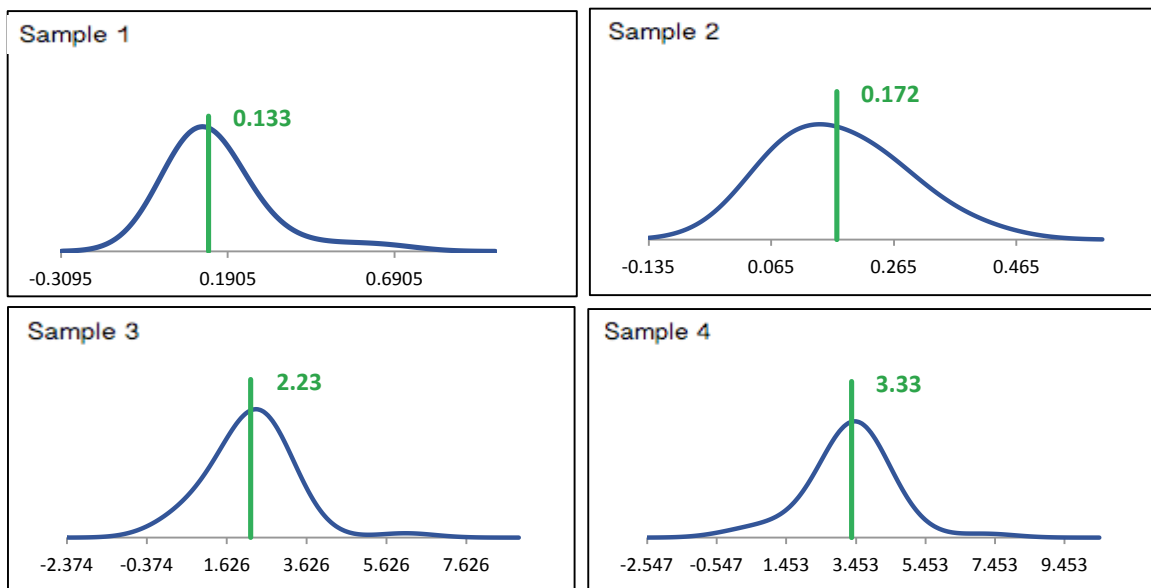 Sample 1
0.133
-0.3095 0.1905 0.6905
Sample 2
0.172
-0.135 0.065 0.265 0.465
Sample 3
2.23
-2.374 -0.374 1.626 3.626 5.626 7.626
Sample 4
3.33
-2.547 -0.547 1.453 3.453 5.453 7.453 9.453